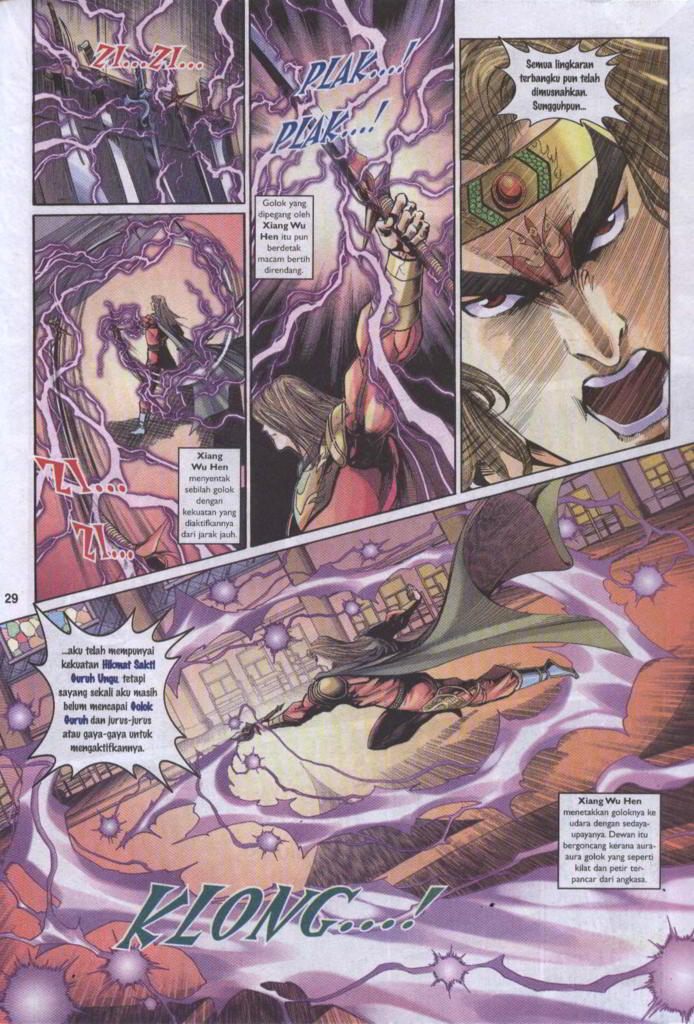 ZI...ZI...
Xiang
Wu Hen
menyentak
sebilah golok
dengan
kekuatan yang
diaktifkannya
dari jarak jauh.
ZI...
ZI...
PLAK....!
PLAK....!
Golok yang
dipegang oleh
Xiang Wu
Hen itu pun
berdetak
macam bertih
direndang.
Semua lingkaran
terbangku pun telah
dimusnahkan.
Sungguhpun...
29
...aku telah mempunyai
kekuatan Hikmat Sakti
Guruh Ungu, tetapi
sayang sekali aku masih
belum mencapai Golok
Guruh dan jurus-jurus
atau gaya-gaya untuk
mengaktifkannya.
Xiang Wu Hen
menetakkan goloknya ke
udara dengan sedaya-
upayanya. Dewan itu
bergoncang kerana aura-
aura golok yang seperti
kilat dan petir ter-
pancar dari angkasa.
KLONG....!